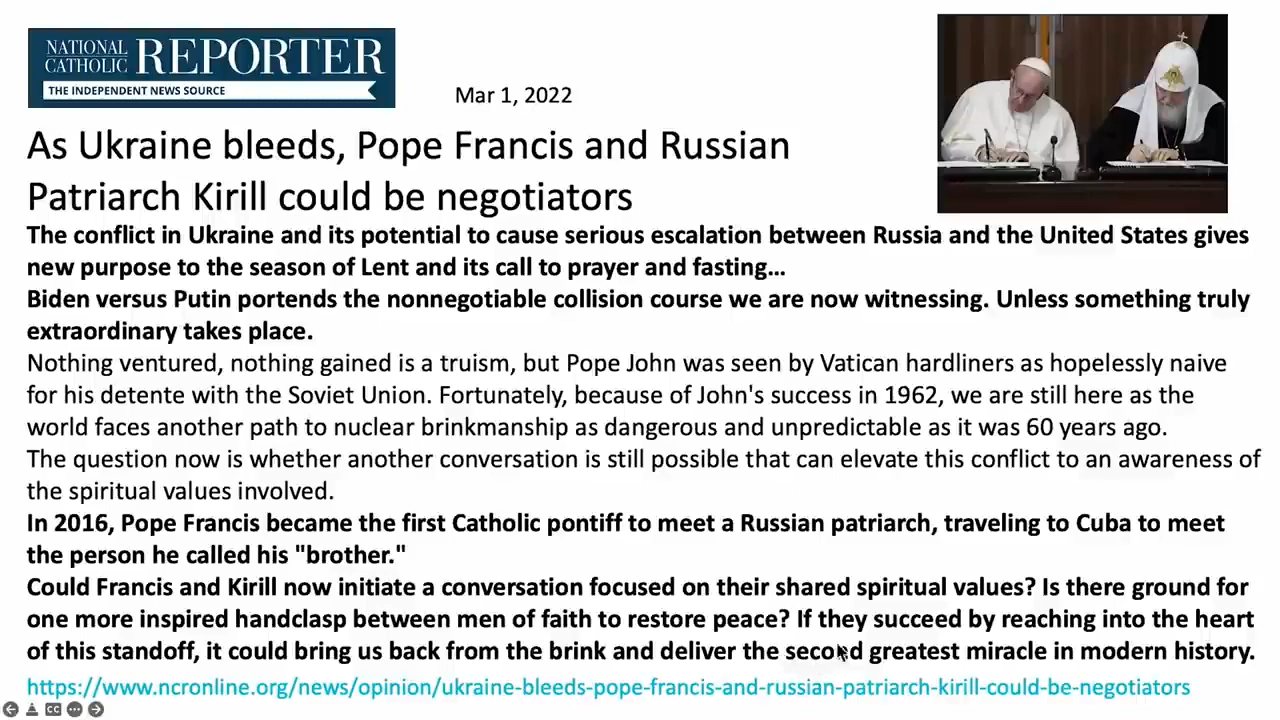 NATIONAL
CATHOLIC REPORTER
THE INDEPENDENT NEWS SOURCE
Mar 1, 2022
As Ukraine bleeds, Pope Francis and Russian
Patriarch Kirill could be negotiators
The conflict in Ukraine and its potential to cause serious escalation between Russia and the United States gives
new purpose to the season of Lent and its call to prayer and fasting...
Biden versus Putin portends the nonnegotiable collision course we are now witnessing. Unless something truly
extraordinary takes place.
Nothing ventured, nothing gained is a truism, but Pope John was seen by Vatican hardliners as hopelessly naive
for his detente with the Soviet Union. Fortunately, because of John's success in 1962, we are still here as the
world faces another path to nuclear brinkmanship as dangerous and unpredictable as it was 60 years ago.
The question now is whether another conversation is still possible that can elevate this conflict to an awareness of
the spiritual values involved.
In 2016, Pope Francis became the first Catholic pontiff to meet a Russian patriarch, traveling to Cuba to meet
the person he called his "brother."
Could Francis and Kirill now initiate a conversation focused on their shared spiritual values? Is there ground for
one more inspired handclasp between men of faith to restore peace? If they succeed by reaching into the heart
of this standoff, it could bring us back from the brink and deliver the second greatest miracle in modern history.
https://www.ncronline.org/news/opinion/ukraine-bleeds-pope-francis-and-russian-patriarch-kirill-could-be-negotiators
CC